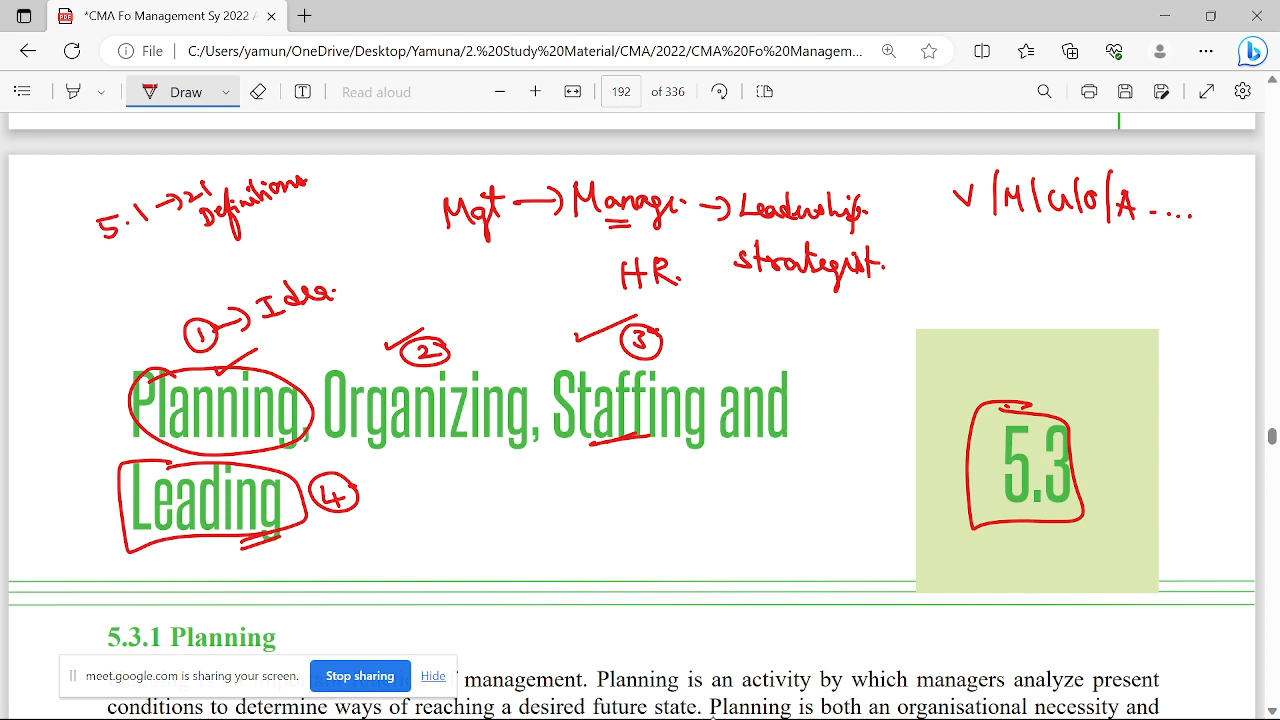 *CMA Fo Management Sy 2022 A
File C:/Users/yamun/OneDrive/Desktop/Yamuna/2.%20Study%20Material/CMA/2022/CMA%20Fo%20Managem...
Draw Read aloud 192 of 336
5.1 → 21 Definitions
Mgt → Manage. → Leadership.
V/M/G/O/A ....
HR. strategist.
1 → Idea.
2 3
Planning, Organizing, Staffing and
Leading 4
5.3
5.3.1 Planning
meet.google.com is sharing your screen. Stop sharing Hide
management. Planning is an activity by which managers analyze present
conditions to determine ways of reaching a desired future state. Planning is both an organisational necessity and